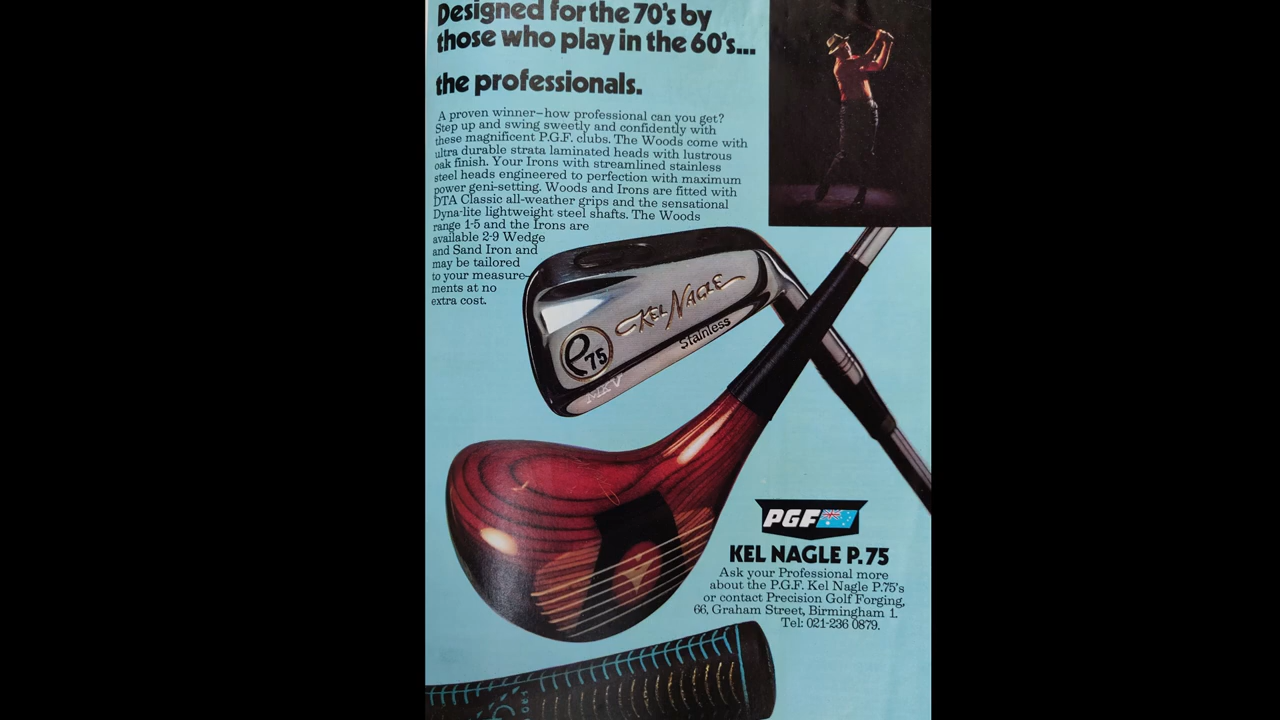 Designed for the 70's by
those who play in the 60's...
the professionals.
A proven winner–how professional can you get?
Step up and swing sweetly and confidently with
these magnificent P.G.F. clubs. The Woods come with
ultra durable strata laminated heads with lustrous
oak finish. Your Irons with streamlined stainless
steel heads engineered to perfection with maximum
power geni-setting. Woods and Irons are fitted with
DTA Classic all-weather grips and the sensational
Dyna-lite lightweight steel shafts. The Woods
range 1-5 and the Irons are
available 2-9 Wedge
and Sand Iron and
may be tailored
to your measure-
ments at no
extra cost.
KEL NAGLE
Stainless
P75
MK V
PGF
KEL NAGLE P.75
Ask your Professional more
about the P.G.F. Kel Nagle P.75's
or contact Precision Golf Forging,
66, Graham Street, Birmingham 1.
Tel: 021-236 0879.